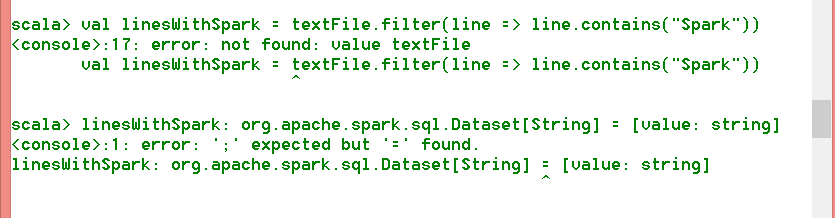 scala> val linesWithSpark = textFile.filter(line => line.contains("Spark"))
<console>:17: error: not found: value textFile
       val linesWithSpark = textFile.filter(line => line.contains("Spark"))
                            ^
scala> linesWithSpark: org.apache.spark.sql.Dataset[String] = [value: string]
<console>:1: error: ';' expected but '=' found.
linesWithSpark: org.apache.spark.sql.Dataset[String] = [value: string]
                                                     ^